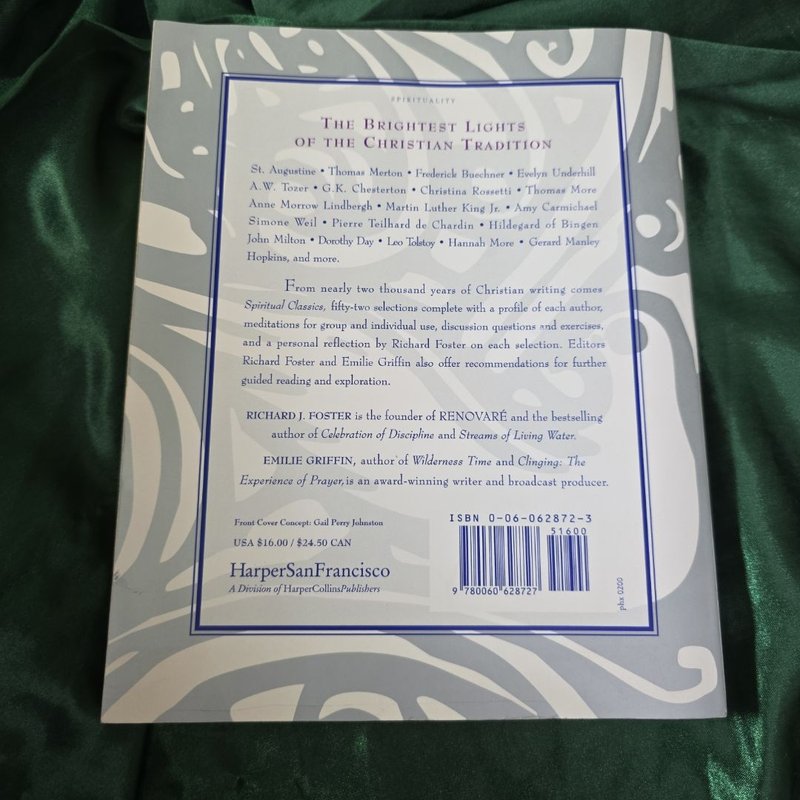 SPIRITUALITY
THE BRIGHTEST LIGHTS
OF THE CHRISTIAN TRADITION
St. Augustine • Thomas Merton • Frederick Buechner • Evelyn Underhill
A.W. Tozer • G.K. Chesterton • Christina Rossetti • Thomas More
Anne Morrow Lindbergh • Martin Luther King Jr. • Amy Carmichael
Simone Weil • Pierre Teilhard de Chardin • Hildegard of Bingen
John Milton • Dorothy Day • Leo Tolstoy • Hannah More • Gerard Manley
Hopkins, and more.
From nearly two thousand years of Christian writing comes
Spiritual Classics, fifty-two selections complete with a profile of each author,
meditations for group and individual use, discussion questions and exercises,
and a personal reflection by Richard Foster on each selection. Editors
Richard Foster and Emilie Griffin also offer recommendations for further
guided reading and exploration.
RICHARD J. FOSTER is the founder of RENOVARÉ and the bestselling
author of Celebration of Discipline and Streams of Living Water.
EMILIE GRIFFIN, author of Wilderness Time and Clinging: The
Experience of Prayer, is an award-winning writer and broadcast producer.
Front Cover Concept: Gail Perry Johnston
USA $16.00 / $24.50 CAN
HarperSanFrancisco
A Division of HarperCollinsPublishers
ISBN 0-06-062872-3
51600
9 780060 628727
phx 0200